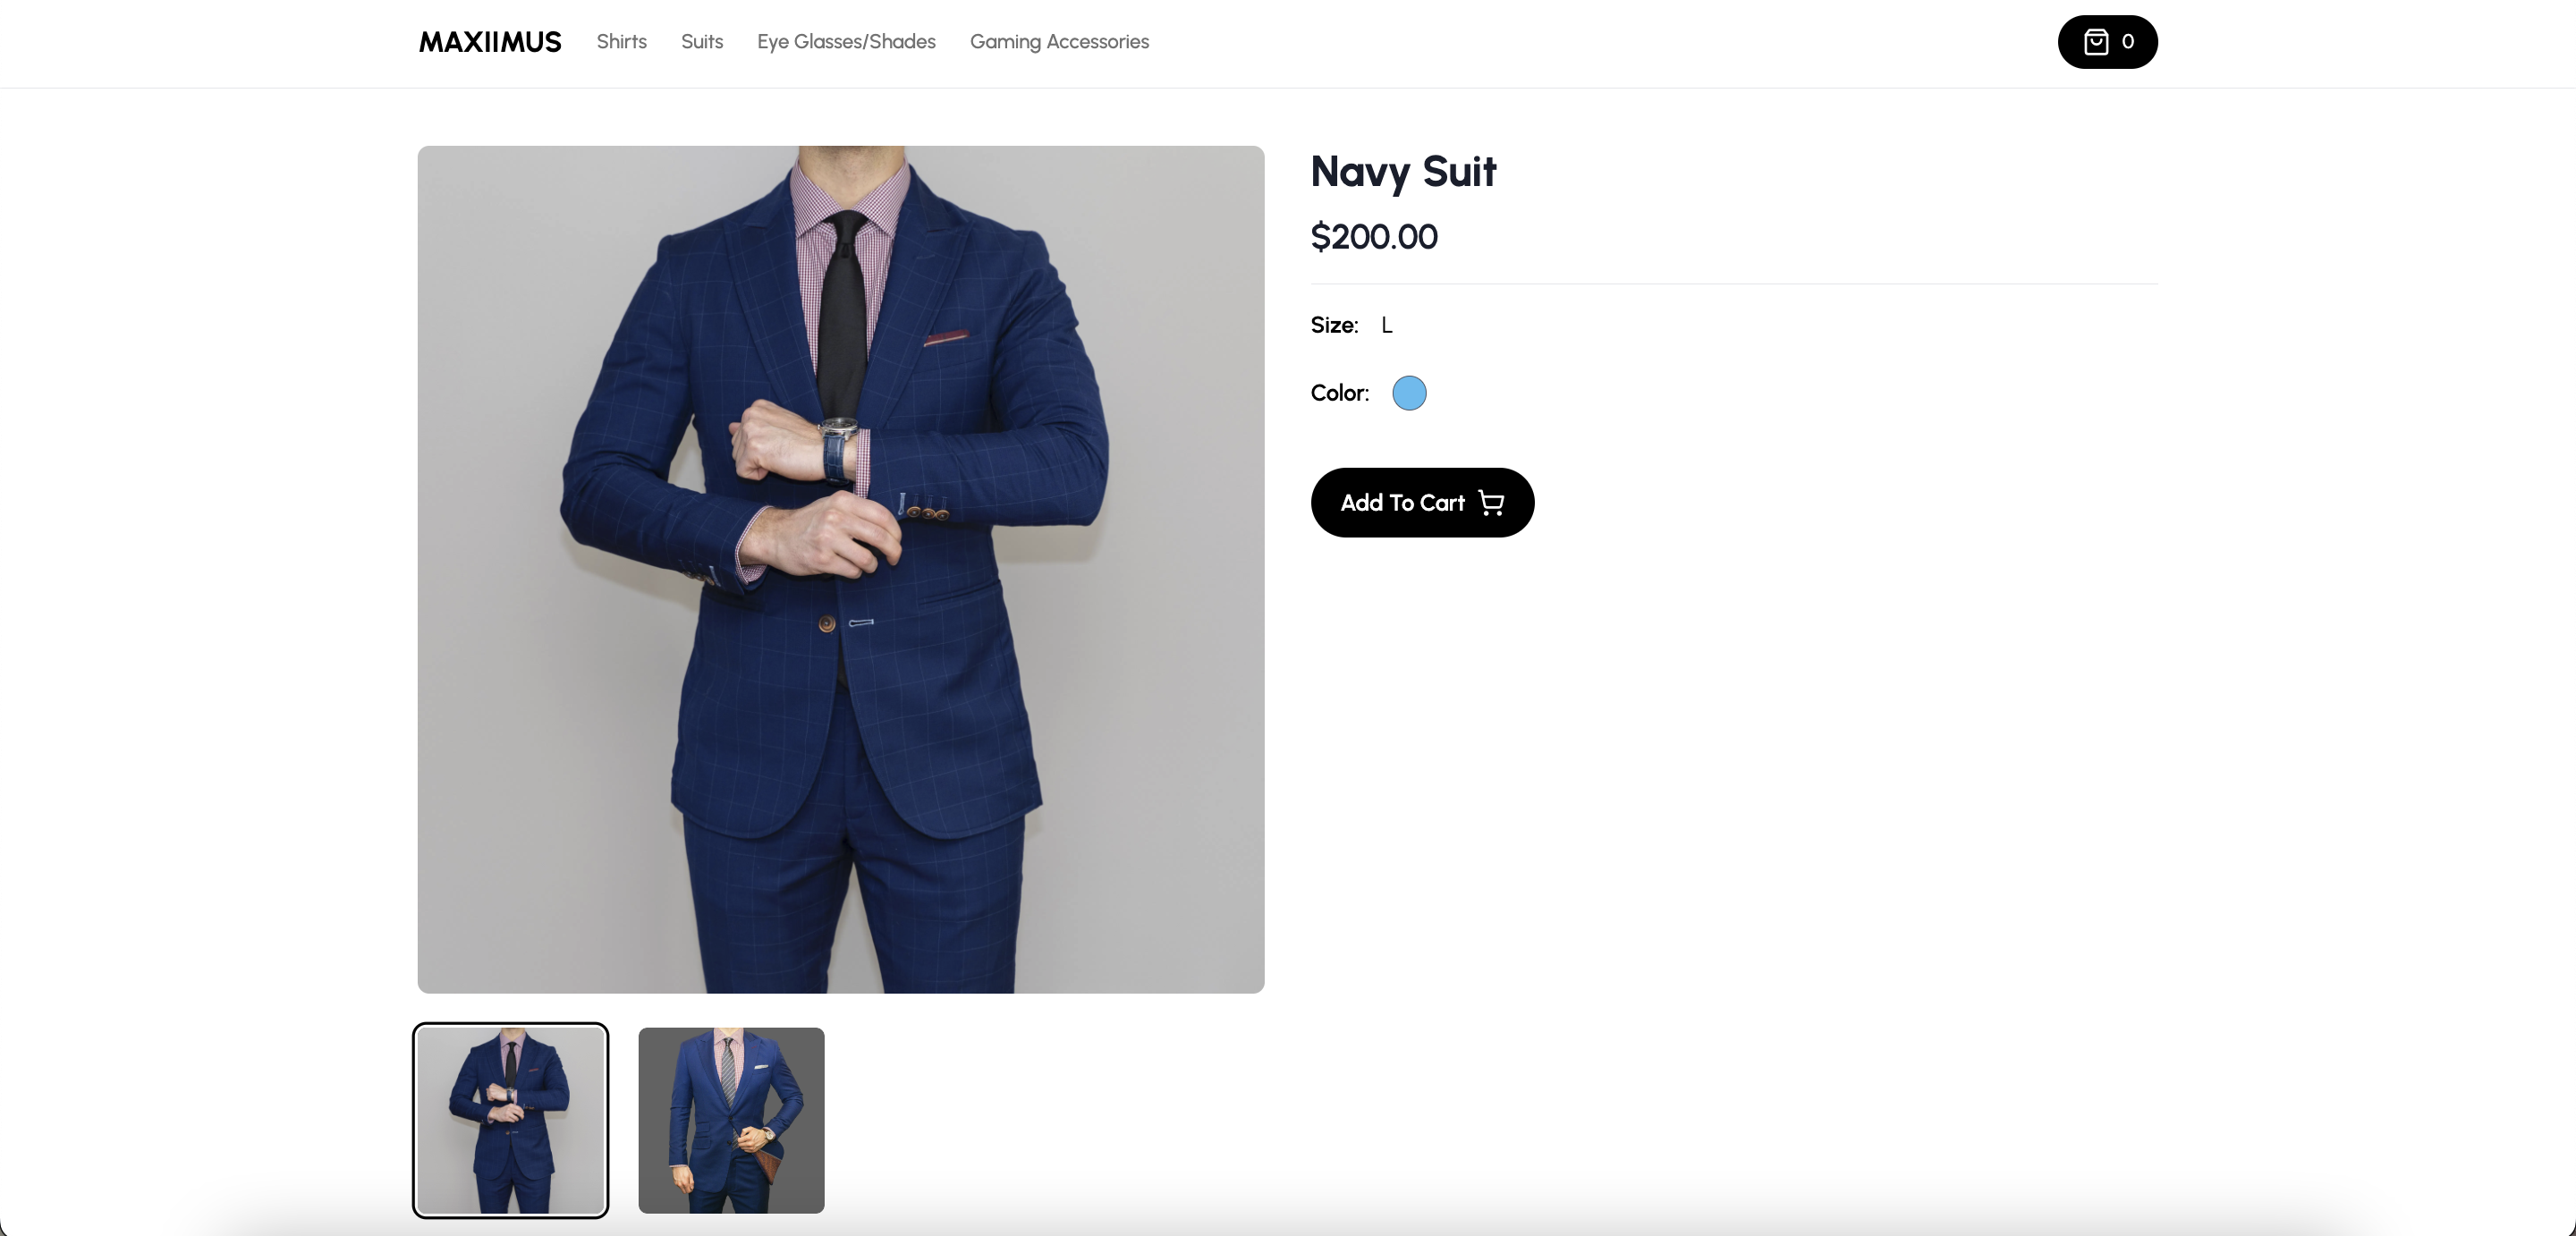 MAXIIMUS Shirts Suits Eye Glasses/Shades Gaming Accessories 0
Navy Suit
$200.00
Size: L
Color:
Add To Cart